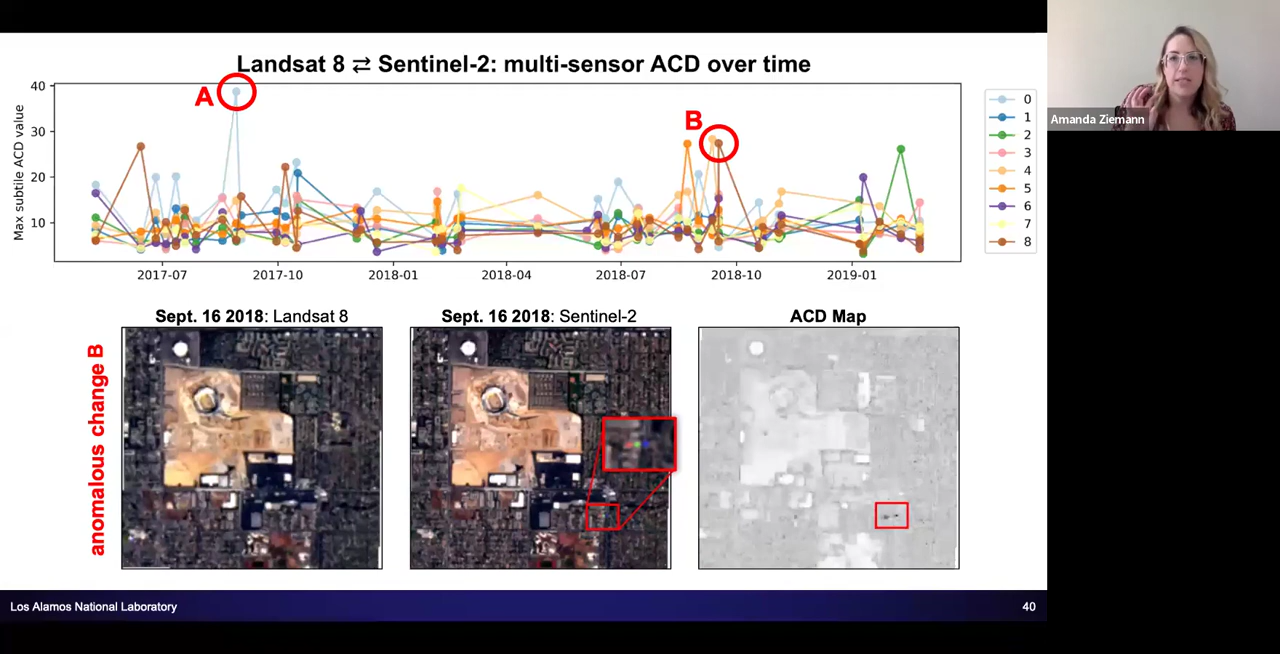 Landsat 8 ⇄ Sentinel-2: multi-sensor ACD over time
Max subtile ACD value
40
30
20
10
A
B
2017-07
2017-10
2018-01
2018-04
2018-07
2018-10
2019-01
0
1
2
3
4
5
6
7
8
Amanda Ziemann
anomalous change B
Sept. 16 2018: Landsat 8
Sept. 16 2018: Sentinel-2
ACD Map
Los Alamos National Laboratory
40